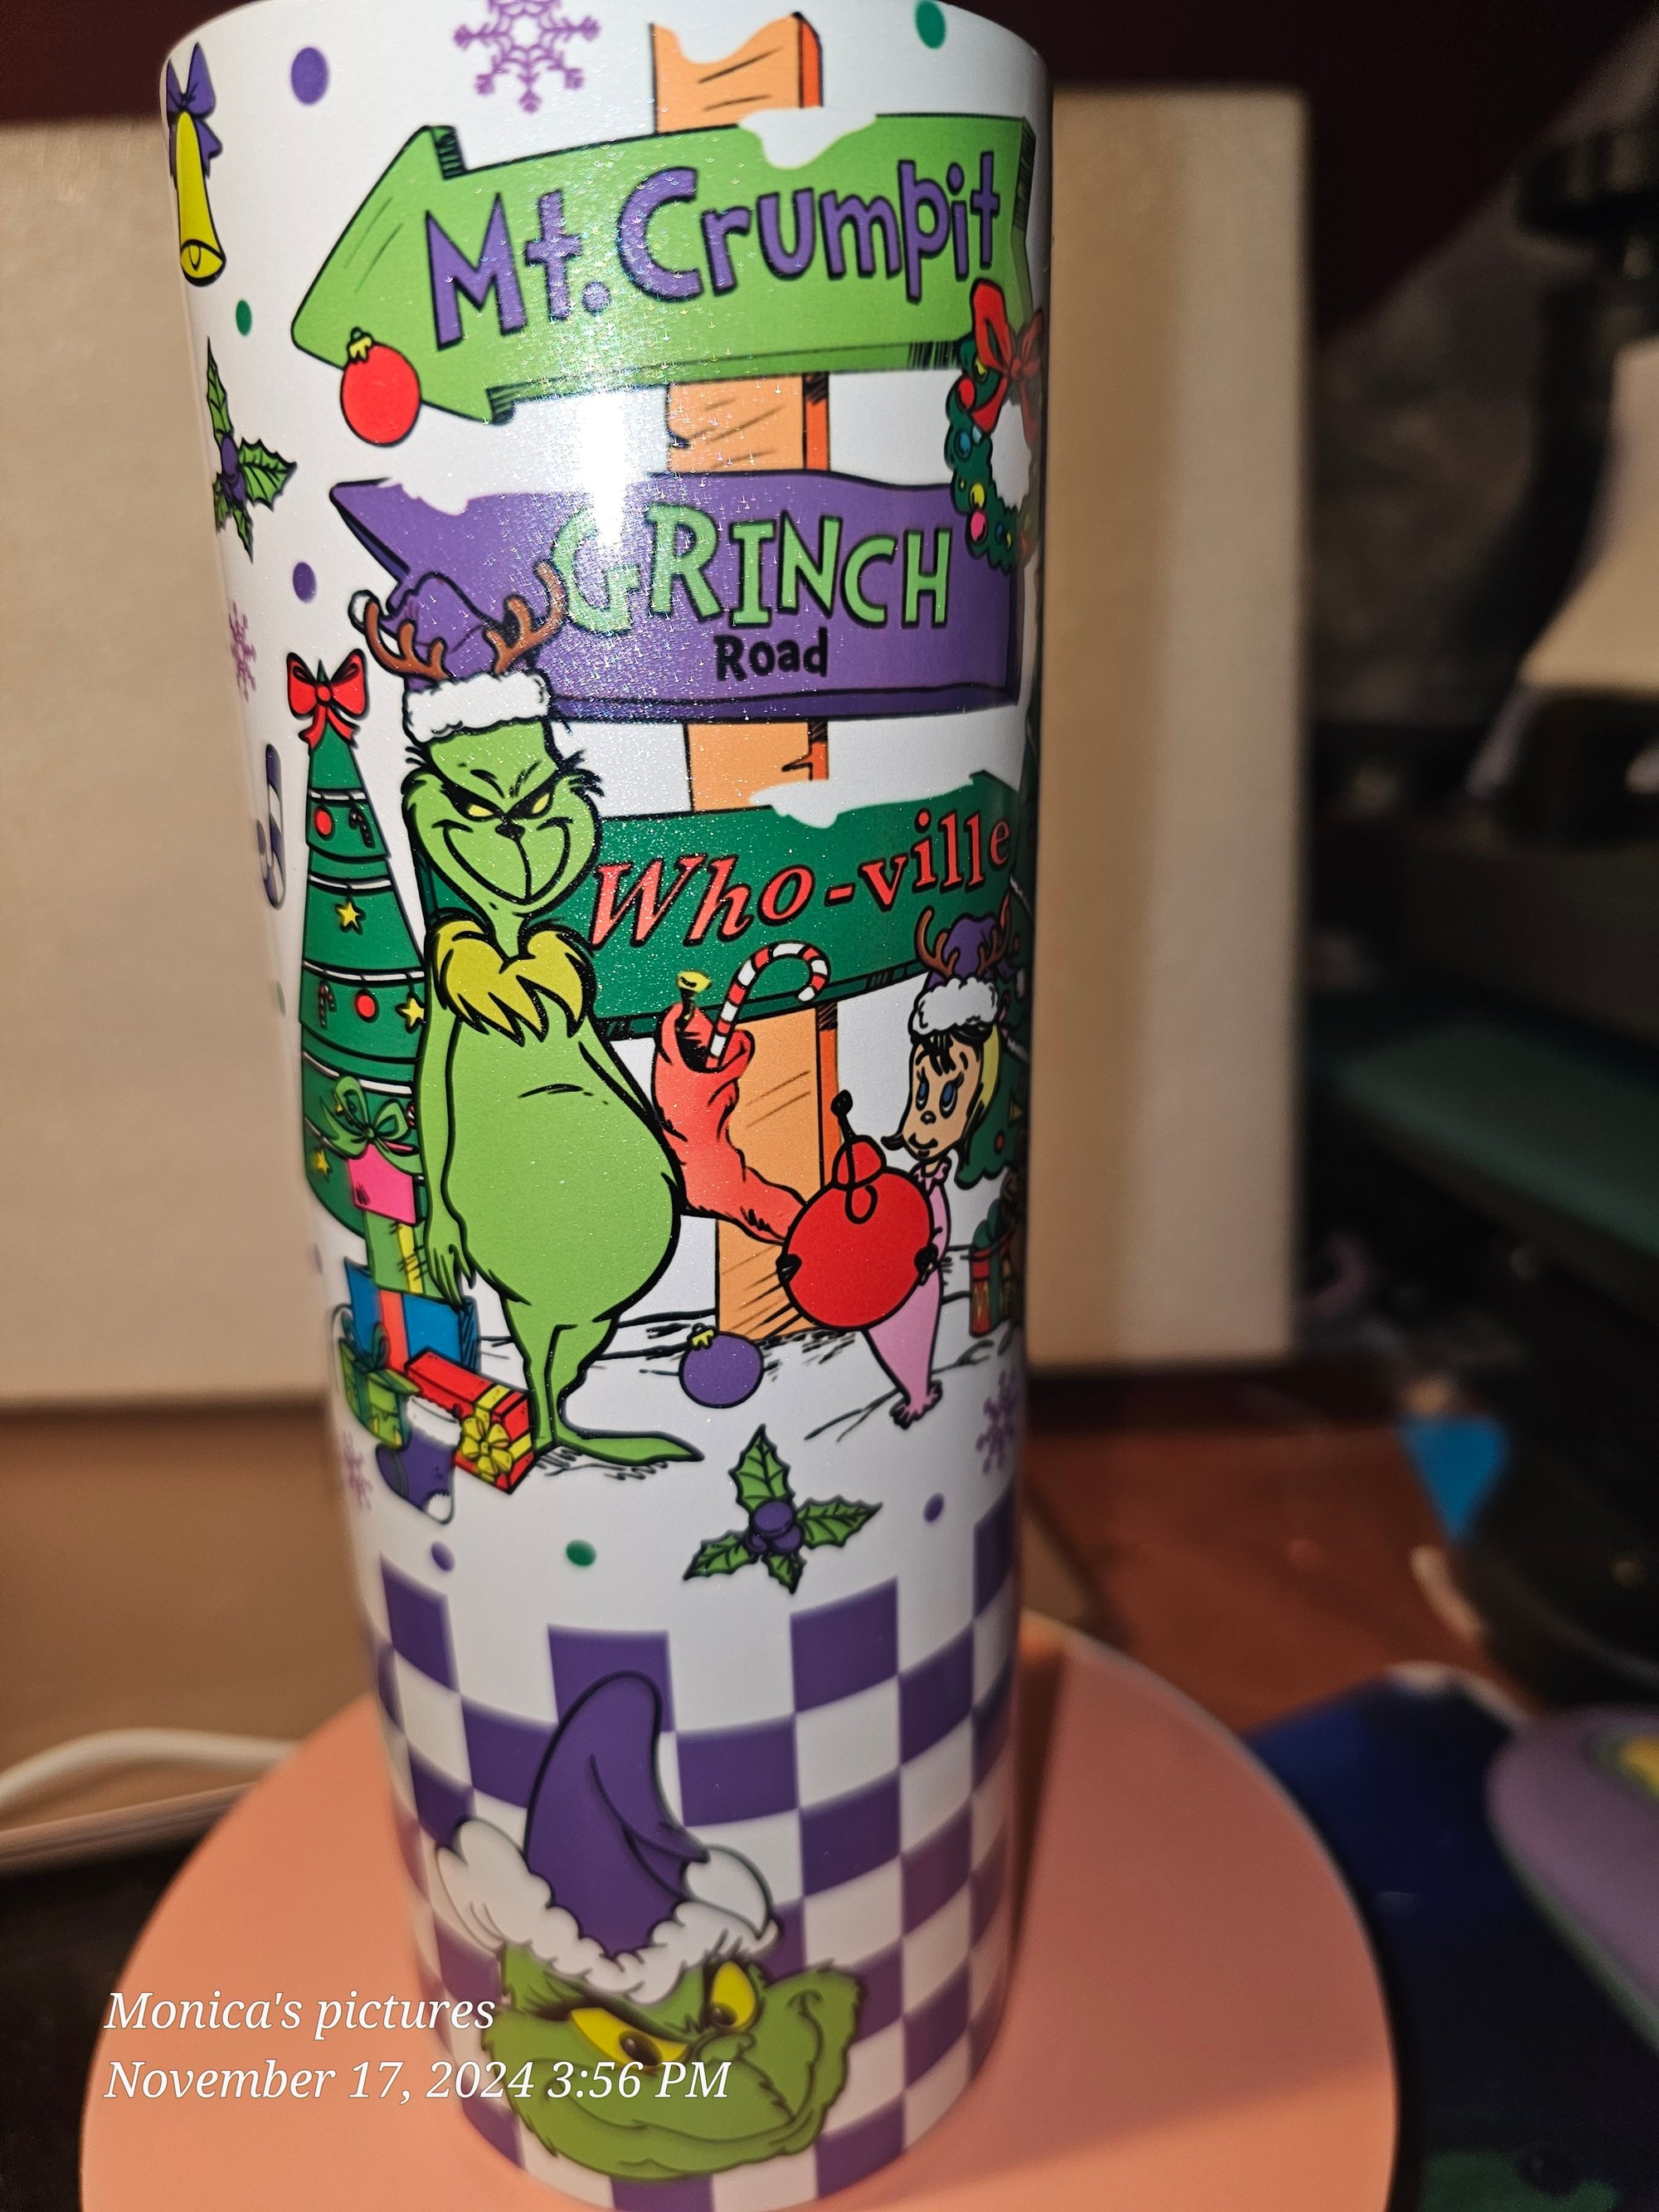 Mt. Crumpit
GRINCH
Road
Who-ville
Monica's pictures
November 17, 2024 3:56 PM